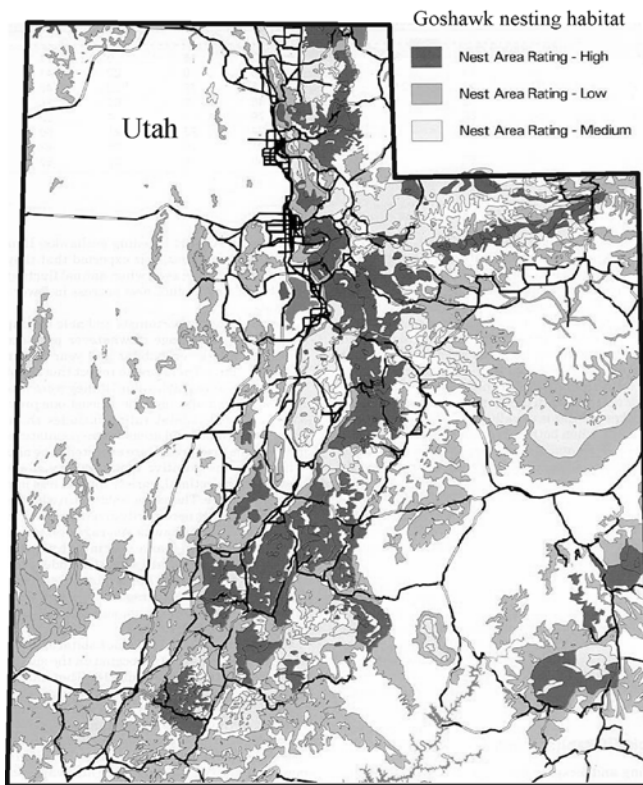 Goshawk nesting habitat
Nest Area Rating - High
Nest Area Rating - Low
Nest Area Rating - Medium
Utah